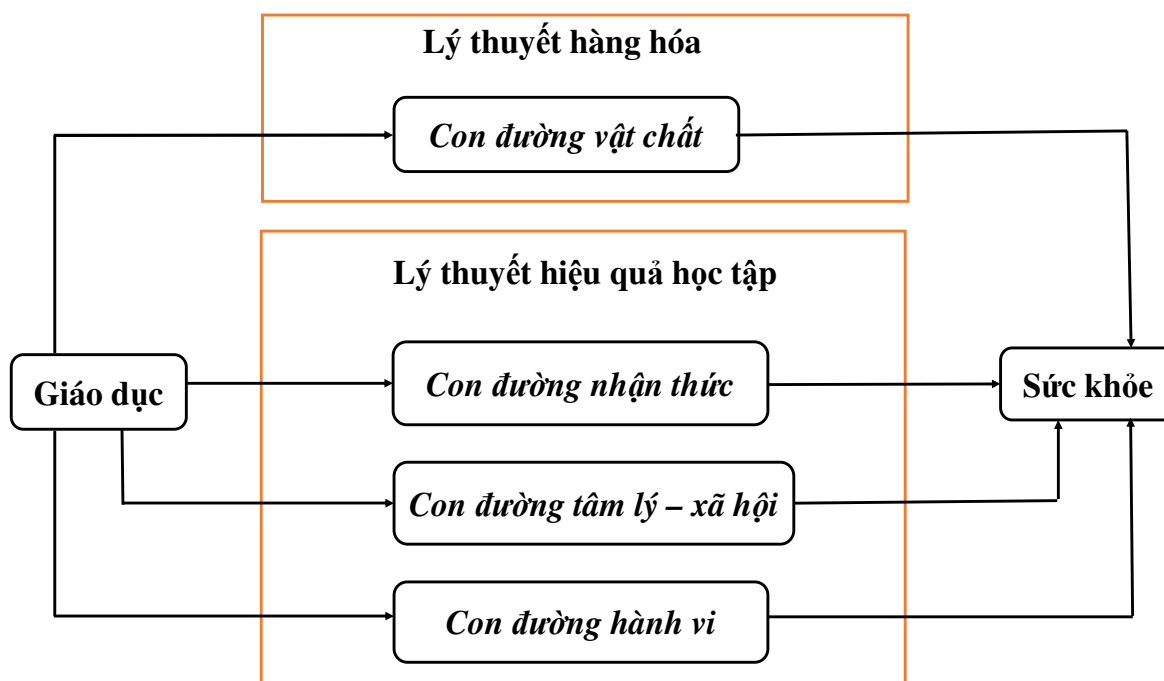 Lý thuyết hàng hóa
Con đường vật chất
Lý thuyết hiệu quả học tập
Giáo dục
Con đường nhận thức
Sức khỏe
Con đường tâm lý – xã hội
Con đường hành vi